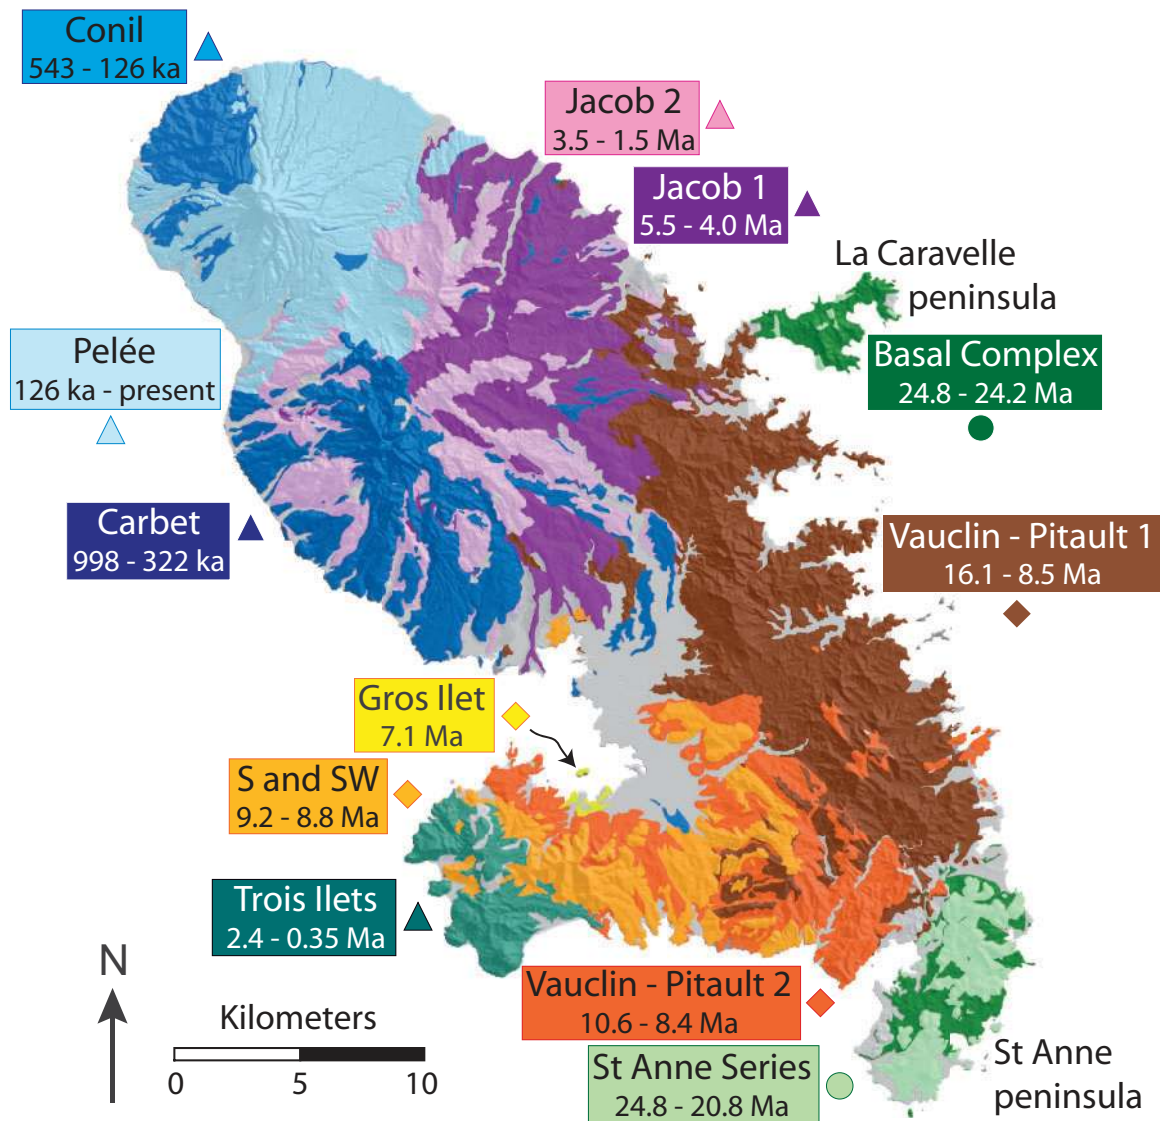 Conil
543 - 126 ka
Jacob 2
3.5 - 1.5 Ma
Jacob 1
5.5 - 4.0 Ma
La Caravelle
peninsula
Pelée
126 ka - present
Basal Complex
24.8 - 24.2 Ma
Carbet
998 - 322 ka
Vauclin - Pitault 1
16.1 - 8.5 Ma
Gros Ilet
7.1 Ma
S and SW
9.2 - 8.8 Ma
Trois Ilets
2.4 - 0.35 Ma
N
Kilometers
0 5 10
Vauclin - Pitault 2
10.6 - 8.4 Ma
St Anne Series
24.8 - 20.8 Ma
St Anne
peninsula